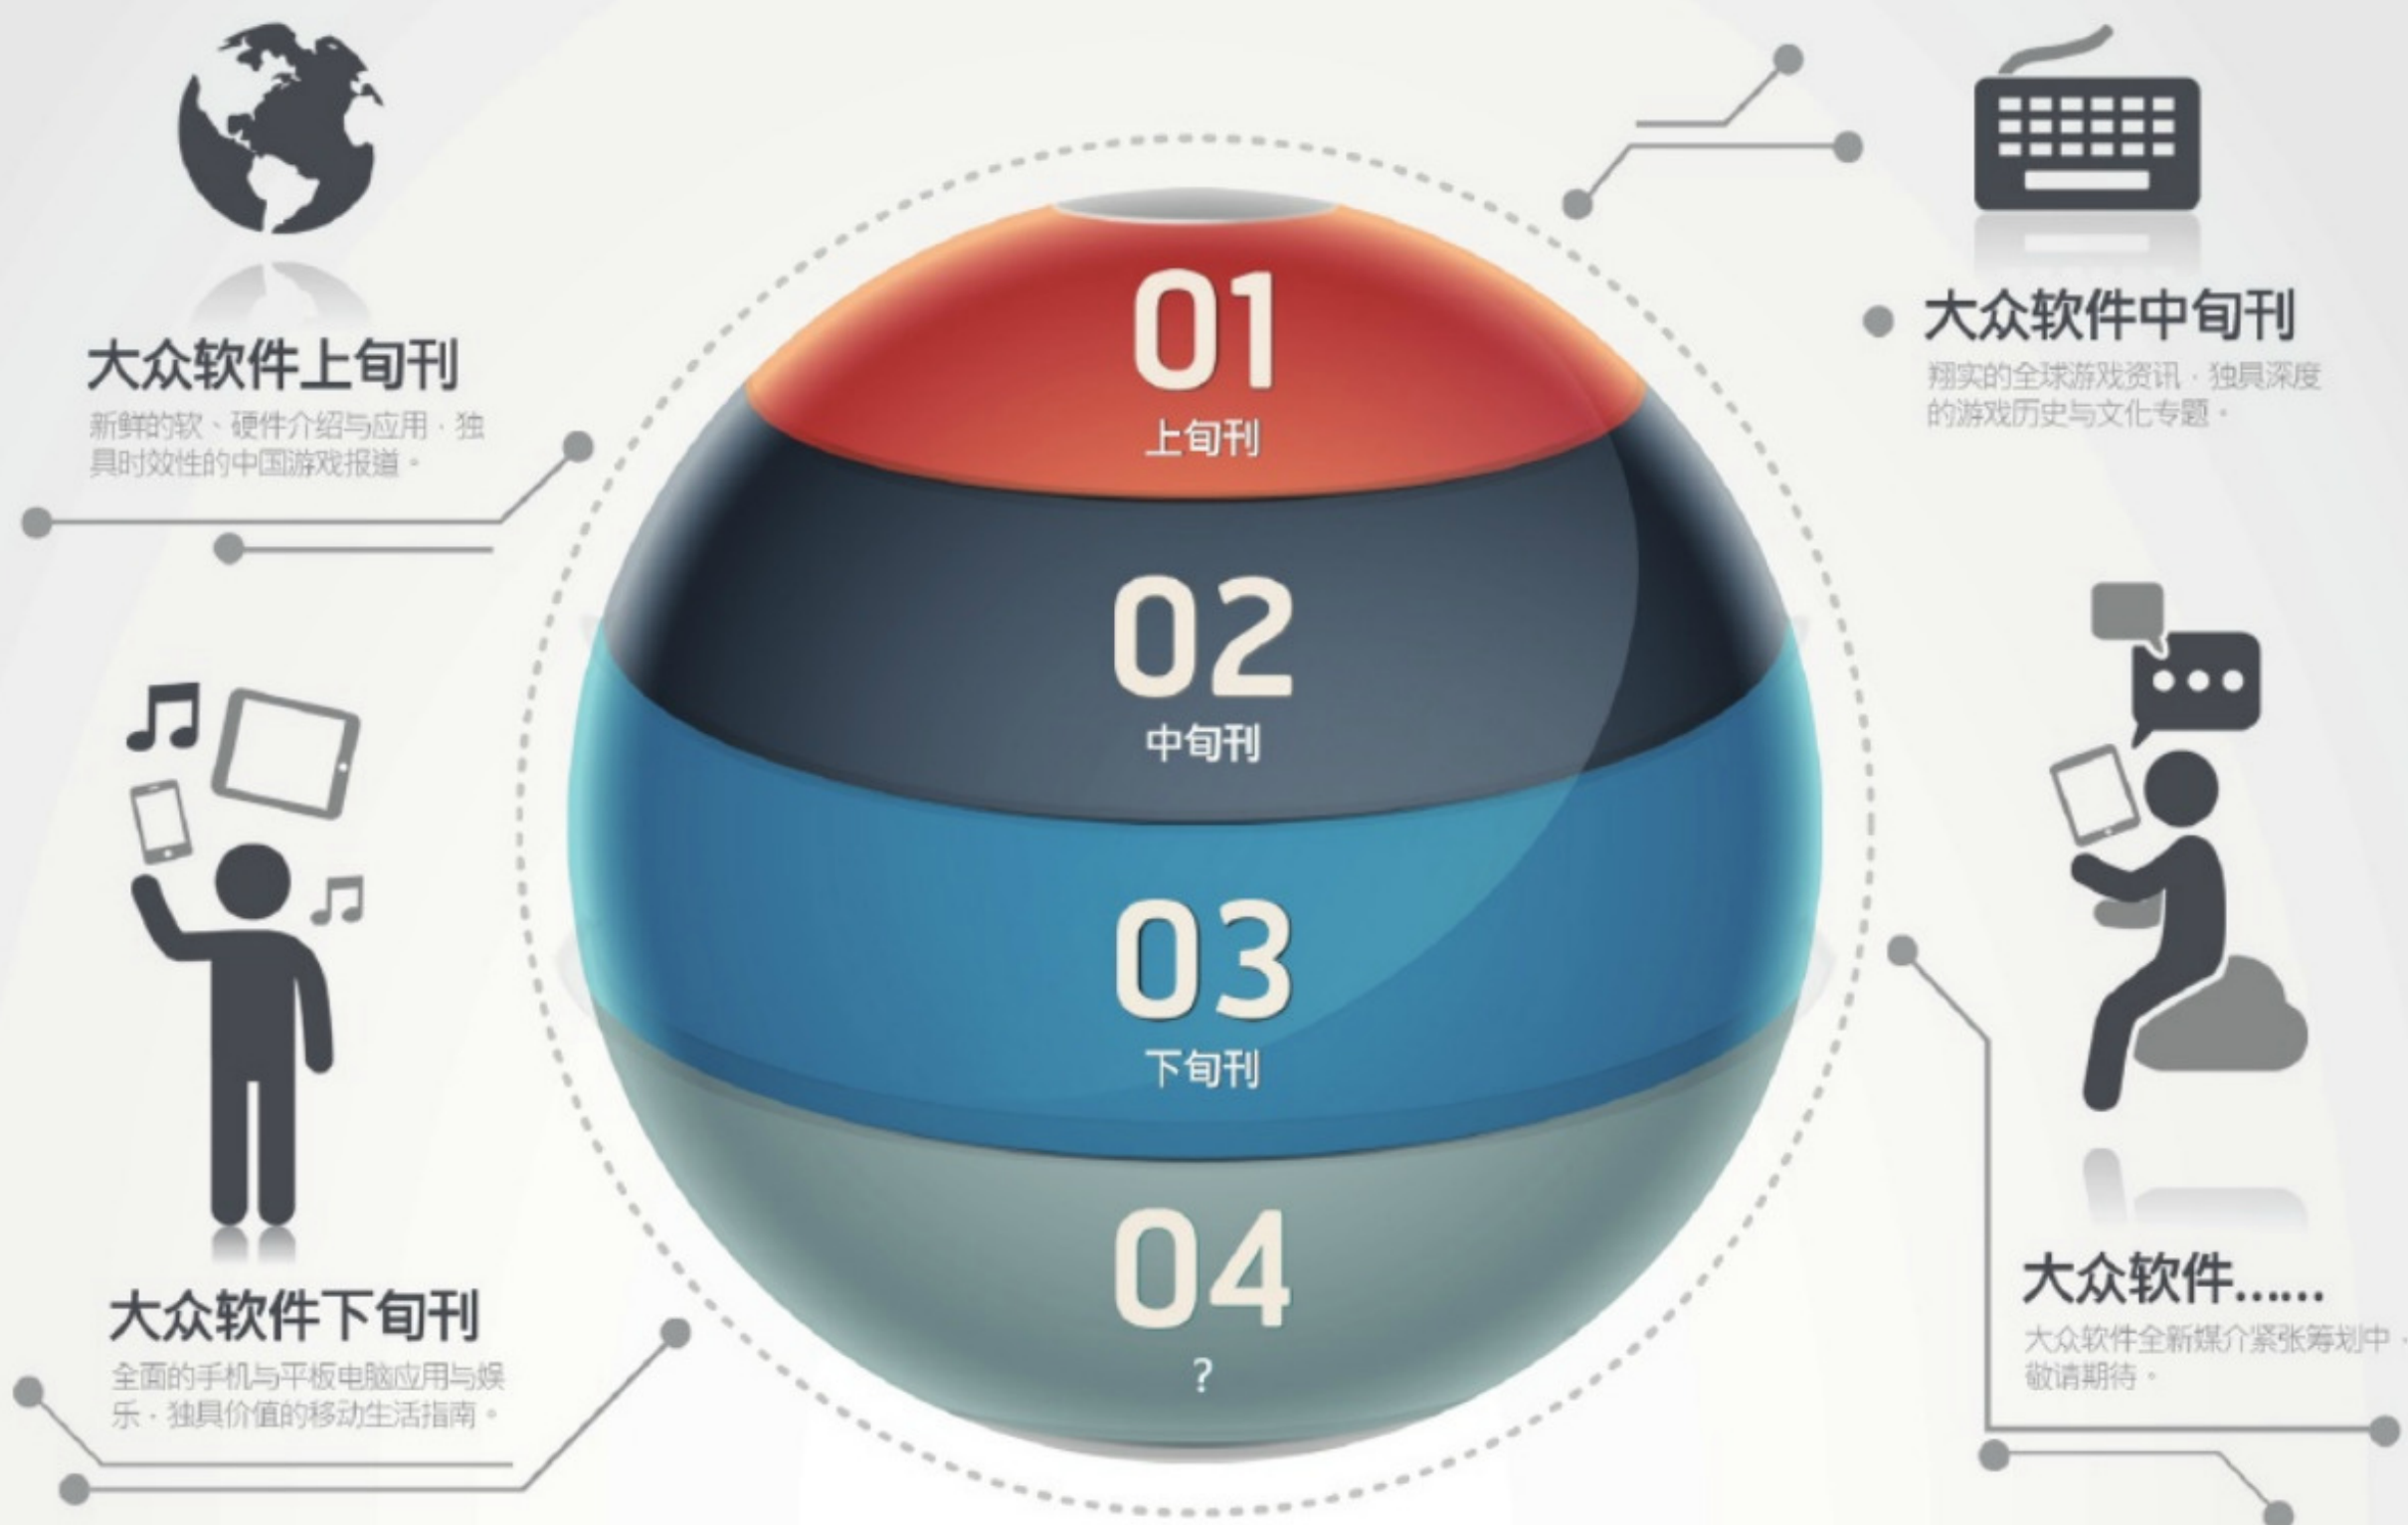 大众软件上旬刊
新鲜的软、硬件介绍与应用·独
具时效性的中国游戏报道。
大众软件中旬刊
翔实的全球游戏资讯·独具深度
的游戏历史与文化专题。
01
上旬刊
02
中旬刊
03
下旬刊
04
?
大众软件下旬刊
全面的手机与平板电脑应用与娱
乐·独具价值的移动生活指南。
大众软件……
大众软件全新媒介紧张筹划中·
敬请期待。